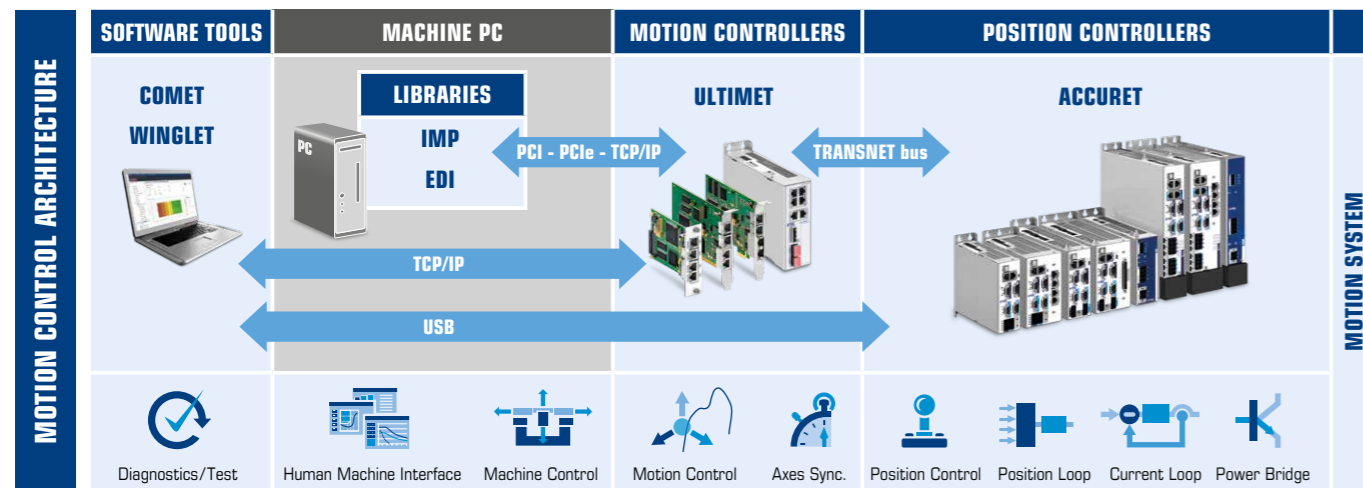 MOTION CONTROL ARCHITECTURE
SOFTWARE TOOLS
MACHINE PC
MOTION CONTROLLERS
POSITION CONTROLLERS
COMET
WINGLET
PC
LIBRARIES
IMP
EDI
PCI - PCIe - TCP/IP
ULTIMET
TRANSNET bus
ACCURET
TCP/IP
USB
MOTION SYSTEM
Diagnostics/Test
Human Machine Interface
Machine Control
Motion Control
Axes Sync.
Position Control
Position Loop
Current Loop
Power Bridge